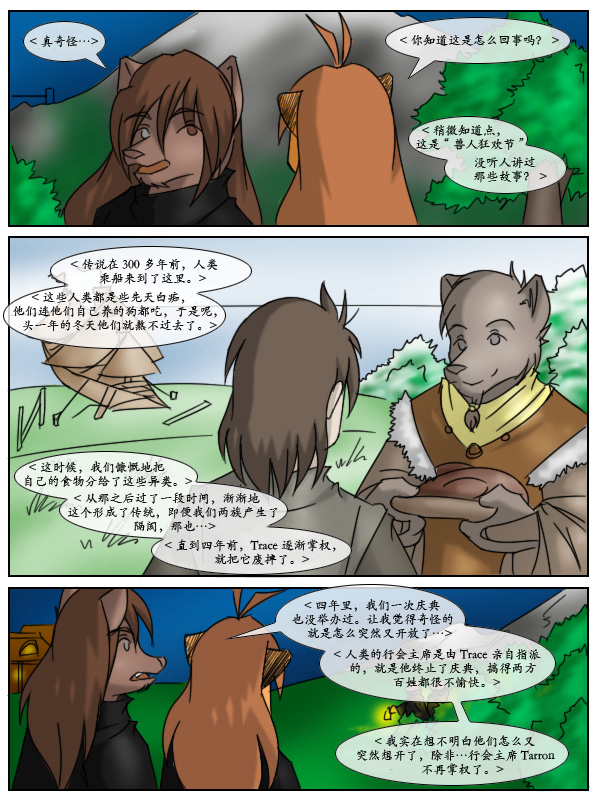 < 真奇怪…>
< 你知道这是怎么回事吗? >
< 稍微知道点,
这是“兽人狂欢节”
没听人讲过
那些故事? >
< 传说在 300 多年前,人类
乘船来到了这里。>
< 这些人类都是些先天白痴,
他们连他们自己养的狗都吃,于是呢,
头一年的冬天他们就熬不过去了。>
< 这时候,我们慷慨地把
自己的食物分给了这些异类。>
< 从那之后过了一段时间,渐渐地
这个形成了传统,即便我们两族产生了
隔阂,那也…>
< 直到四年前,Trace 逐渐掌权,
就把它废掉了。>
< 四年里,我们一次庆典
也没举办过。让我觉得奇怪的
就是怎么突然又开放了…>
< 人类的行会主席是由 Trace 亲自指派
的,就是他终止了庆典,搞得两方
百姓都很不愉快。>
< 我实在想不明白他们怎么又
突然想开了,除非…行会主席 Tarron
不再掌权了。>